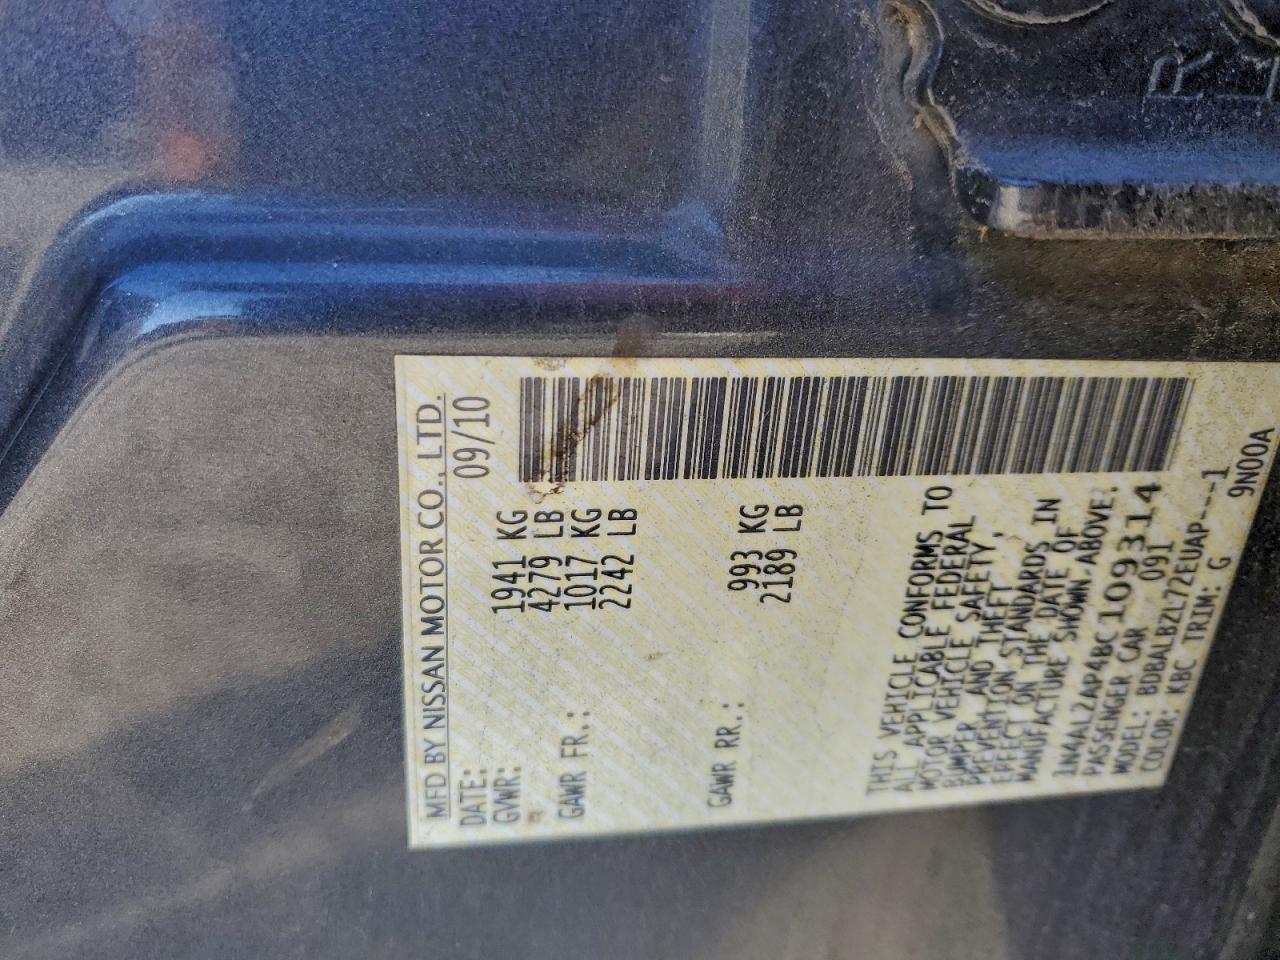 MFD BY NISSAN MOTOR CO., LTD.
DATE: 09/10
GVWR: 1941 KG
4279 LB
GAWR FR.: 1017 KG
2242 LB
GAWR RR.: 993 KG
2189 LB
THIS VEHICLE CONFORMS TO
ALL APPLICABLE FEDERAL
MOTOR VEHICLE SAFETY,
BUMPER AND THEFT
PREVENTION STANDARDS IN
EFFECT ON THE DATE OF
MANUFACTURE SHOWN ABOVE.
1N4AL2AP4BC109314
PASSENGER CAR 091
MODEL: BDBALBZL72EUAP---1
COLOR: KBC TRIM: G
9N00A